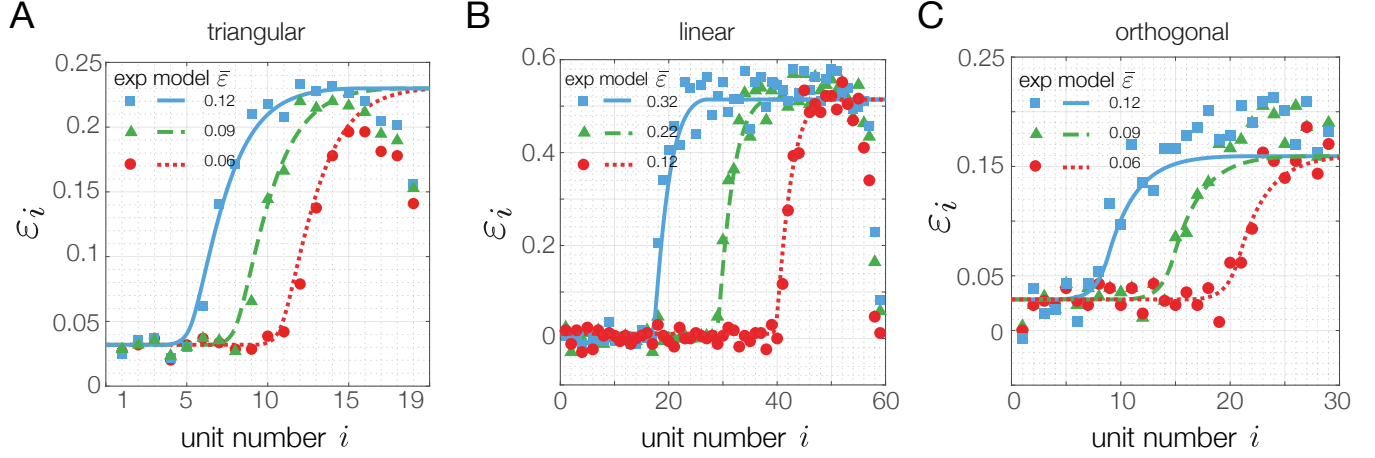 A
triangular
exp model ε̅
0.12
0.09
0.06
0.25
0.2
0.15
0.1
0.05
0
εi
1
5
10
15
19
unit number i
B
linear
exp model ε̅
0.32
0.22
0.12
0.6
0.4
0.2
0
εi
0
20
40
60
unit number i
C
orthogonal
exp model ε̅
0.12
0.09
0.06
0.25
0.15
0.05
0
εi
0
10
20
30
unit number i